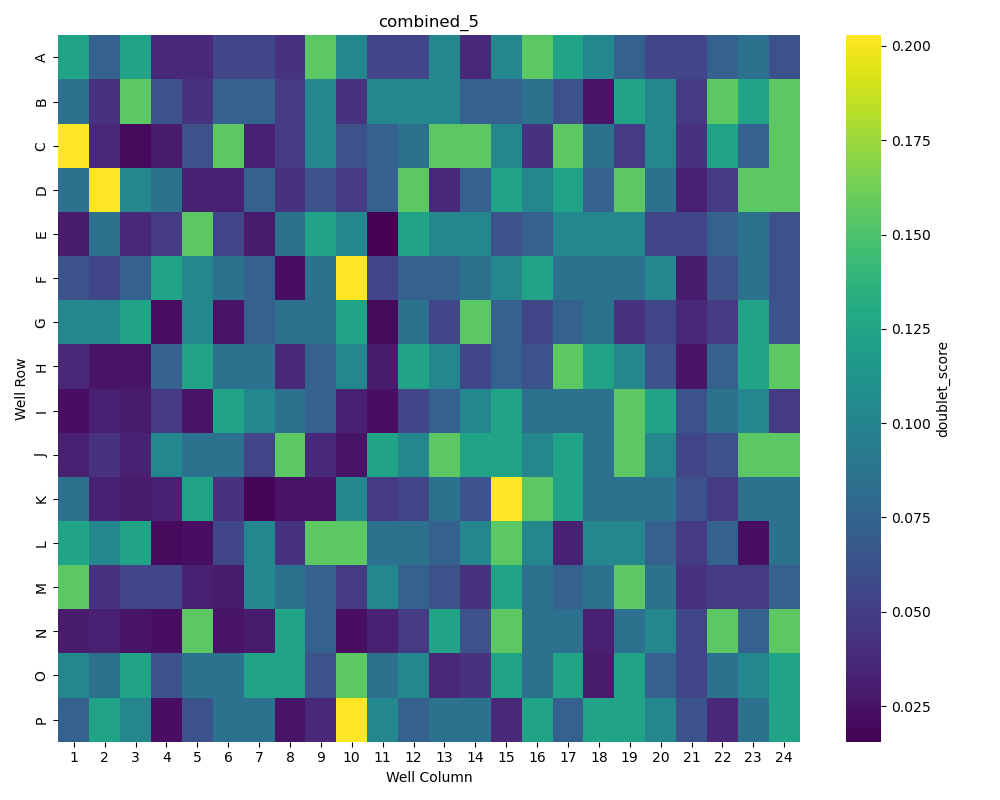 combined_5
A
B
C
D
E
F
G
H
I
J
K
L
M
N
O
P
Well Row
1 2 3 4 5 6 7 8 9 10 11 12 13 14 15 16 17 18 19 20 21 22 23 24
Well Column
0.200
0.175
0.150
0.125
0.100
0.075
0.050
0.025
doublet_score